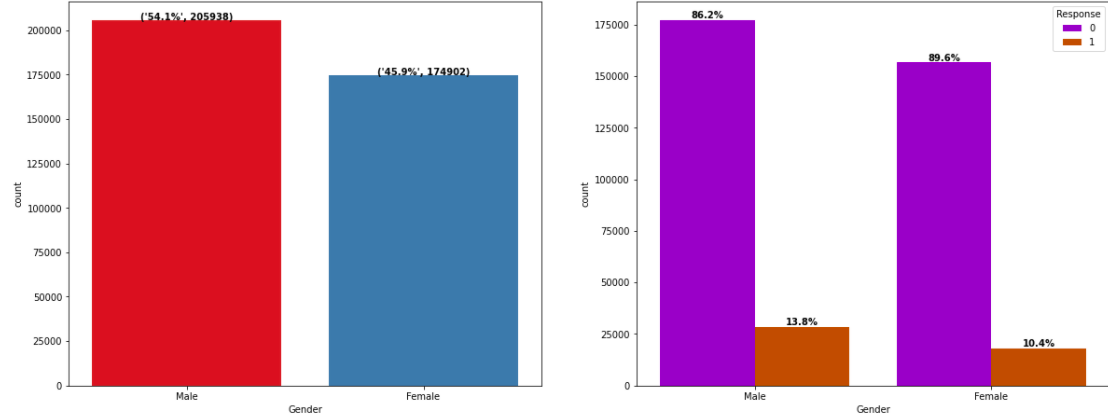 ('54.1%', 205938)
('45.9%', 174902)
200000
175000
150000
125000
100000
75000
50000
25000
0
count
Male
Female
Gender
86.2%
89.6%
13.8%
10.4%
Response
0
1
175000
150000
125000
100000
75000
50000
25000
0
count
Male
Female
Gender